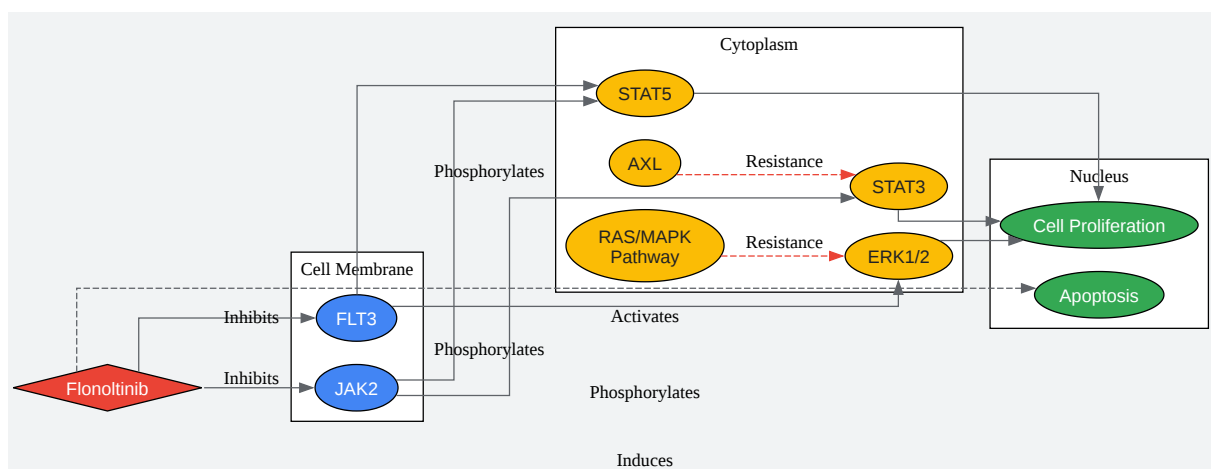 Cytoplasm
STAT5
Phosphorylates
AXL
Resistance
STAT3
Nucleus
Cell Proliferation
RAS/MAPK
Pathway
Resistance
ERK1/2
Cell Membrane
Apoptosis
Inhibits
FLT3
Activates
Phosphorylates
Flonoltinib
Inhibits
JAK2
Phosphorylates
Induces